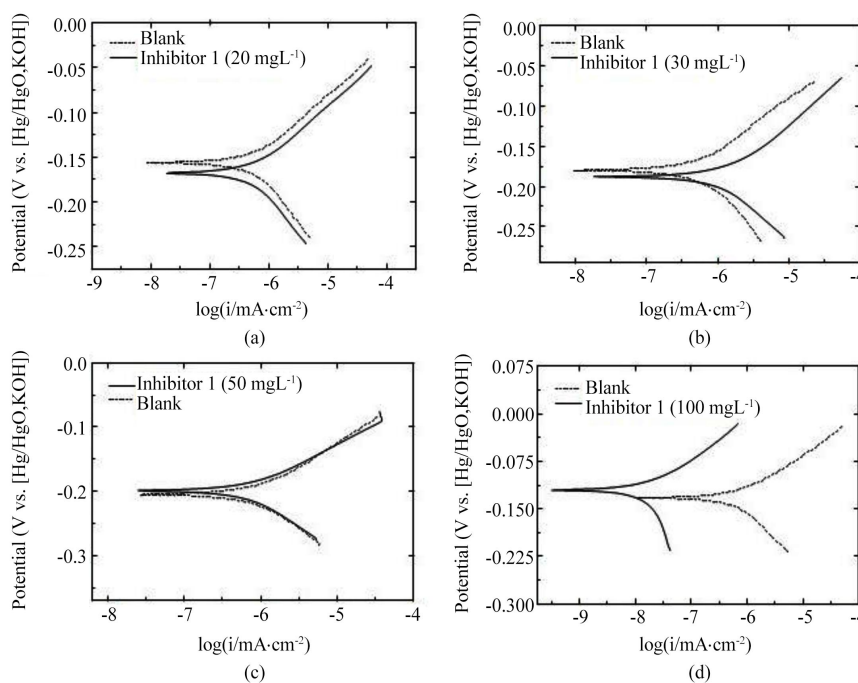 Potential (V vs. [Hg/HgO,KOH])
0.00
-0.05
-0.10
-0.15
-0.20
-0.25
Blank
Inhibitor 1 (20 mgL⁻¹)
-9 -8 -7 -6 -5 -4
log(i/mA·cm⁻²)
(a)
Potential (V vs. [Hg/HgO,KOH])
0.00
-0.05
-0.10
-0.15
-0.20
-0.25
Blank
Inhibitor 1 (30 mgL⁻¹)
-8 -7 -6 -5 -4
log(i/mA·cm⁻²)
(b)
Potential (V vs. [Hg/HgO,KOH])
0.0
-0.1
-0.2
-0.3
Inhibitor 1 (50 mgL⁻¹)
Blank
-8 -7 -6 -5 -4
log(i/mA·cm⁻²)
(c)
Potential (V vs. [Hg/HgO,KOH])
0.075
0.000
-0.075
-0.150
-0.225
-0.300
Blank
Inhibitor 1 (100 mgL⁻¹)
-9 -8 -7 -6 -5 -4
log(i/mA·cm⁻²)
(d)